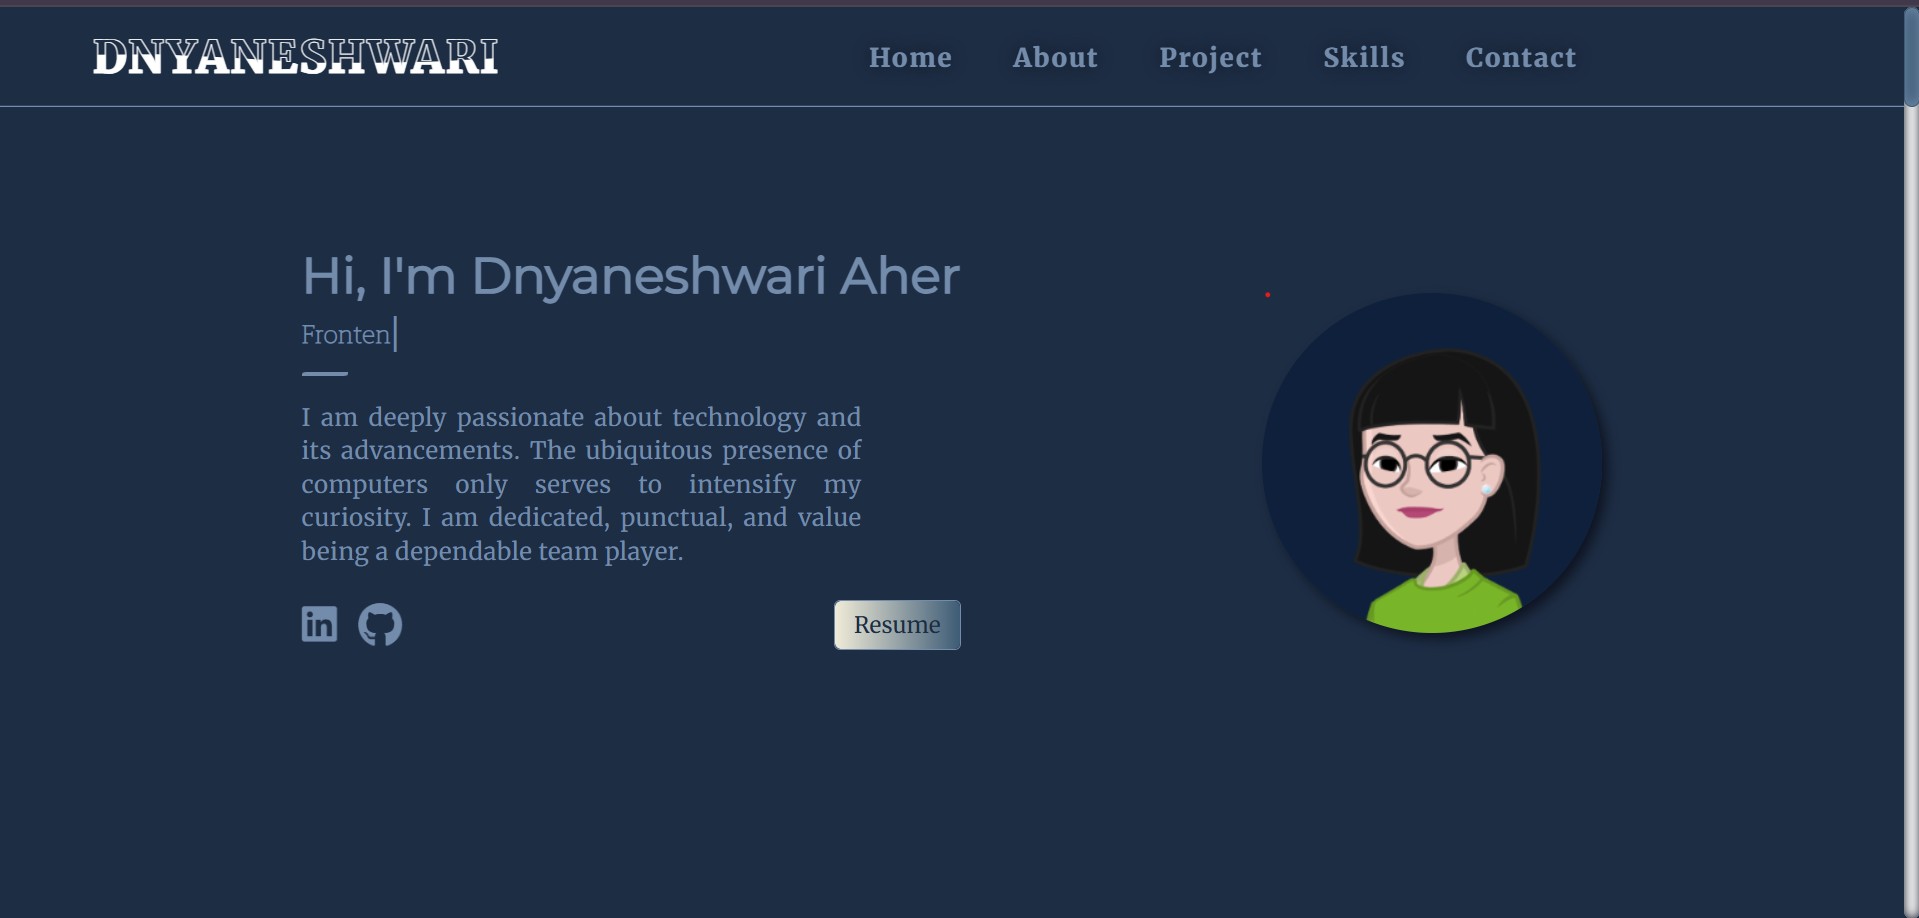 DNYANESHWARI
Home About Project Skills Contact
Hi, I'm Dnyaneshwari Aher
Fronten
I am deeply passionate about technology and
its advancements. The ubiquitous presence of
computers only serves to intensify my
curiosity. I am dedicated, punctual, and value
being a dependable team player.
in
Resume